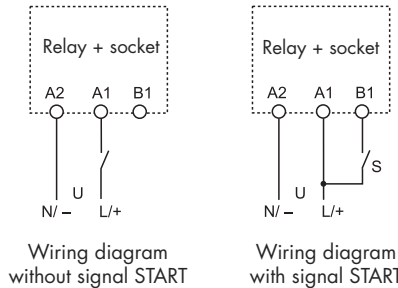 Relay + socket
A2 A1 B1
U
N/ – L/+
Wiring diagram
without signal START
Relay + socket
A2 A1 B1
S
U
N/ – L/+
Wiring diagram
with signal START